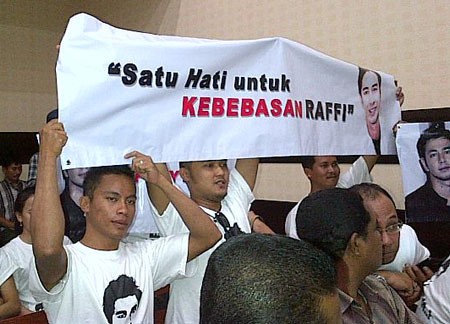 "Satu Hati untuk
KEBEBASAN RAFFI"